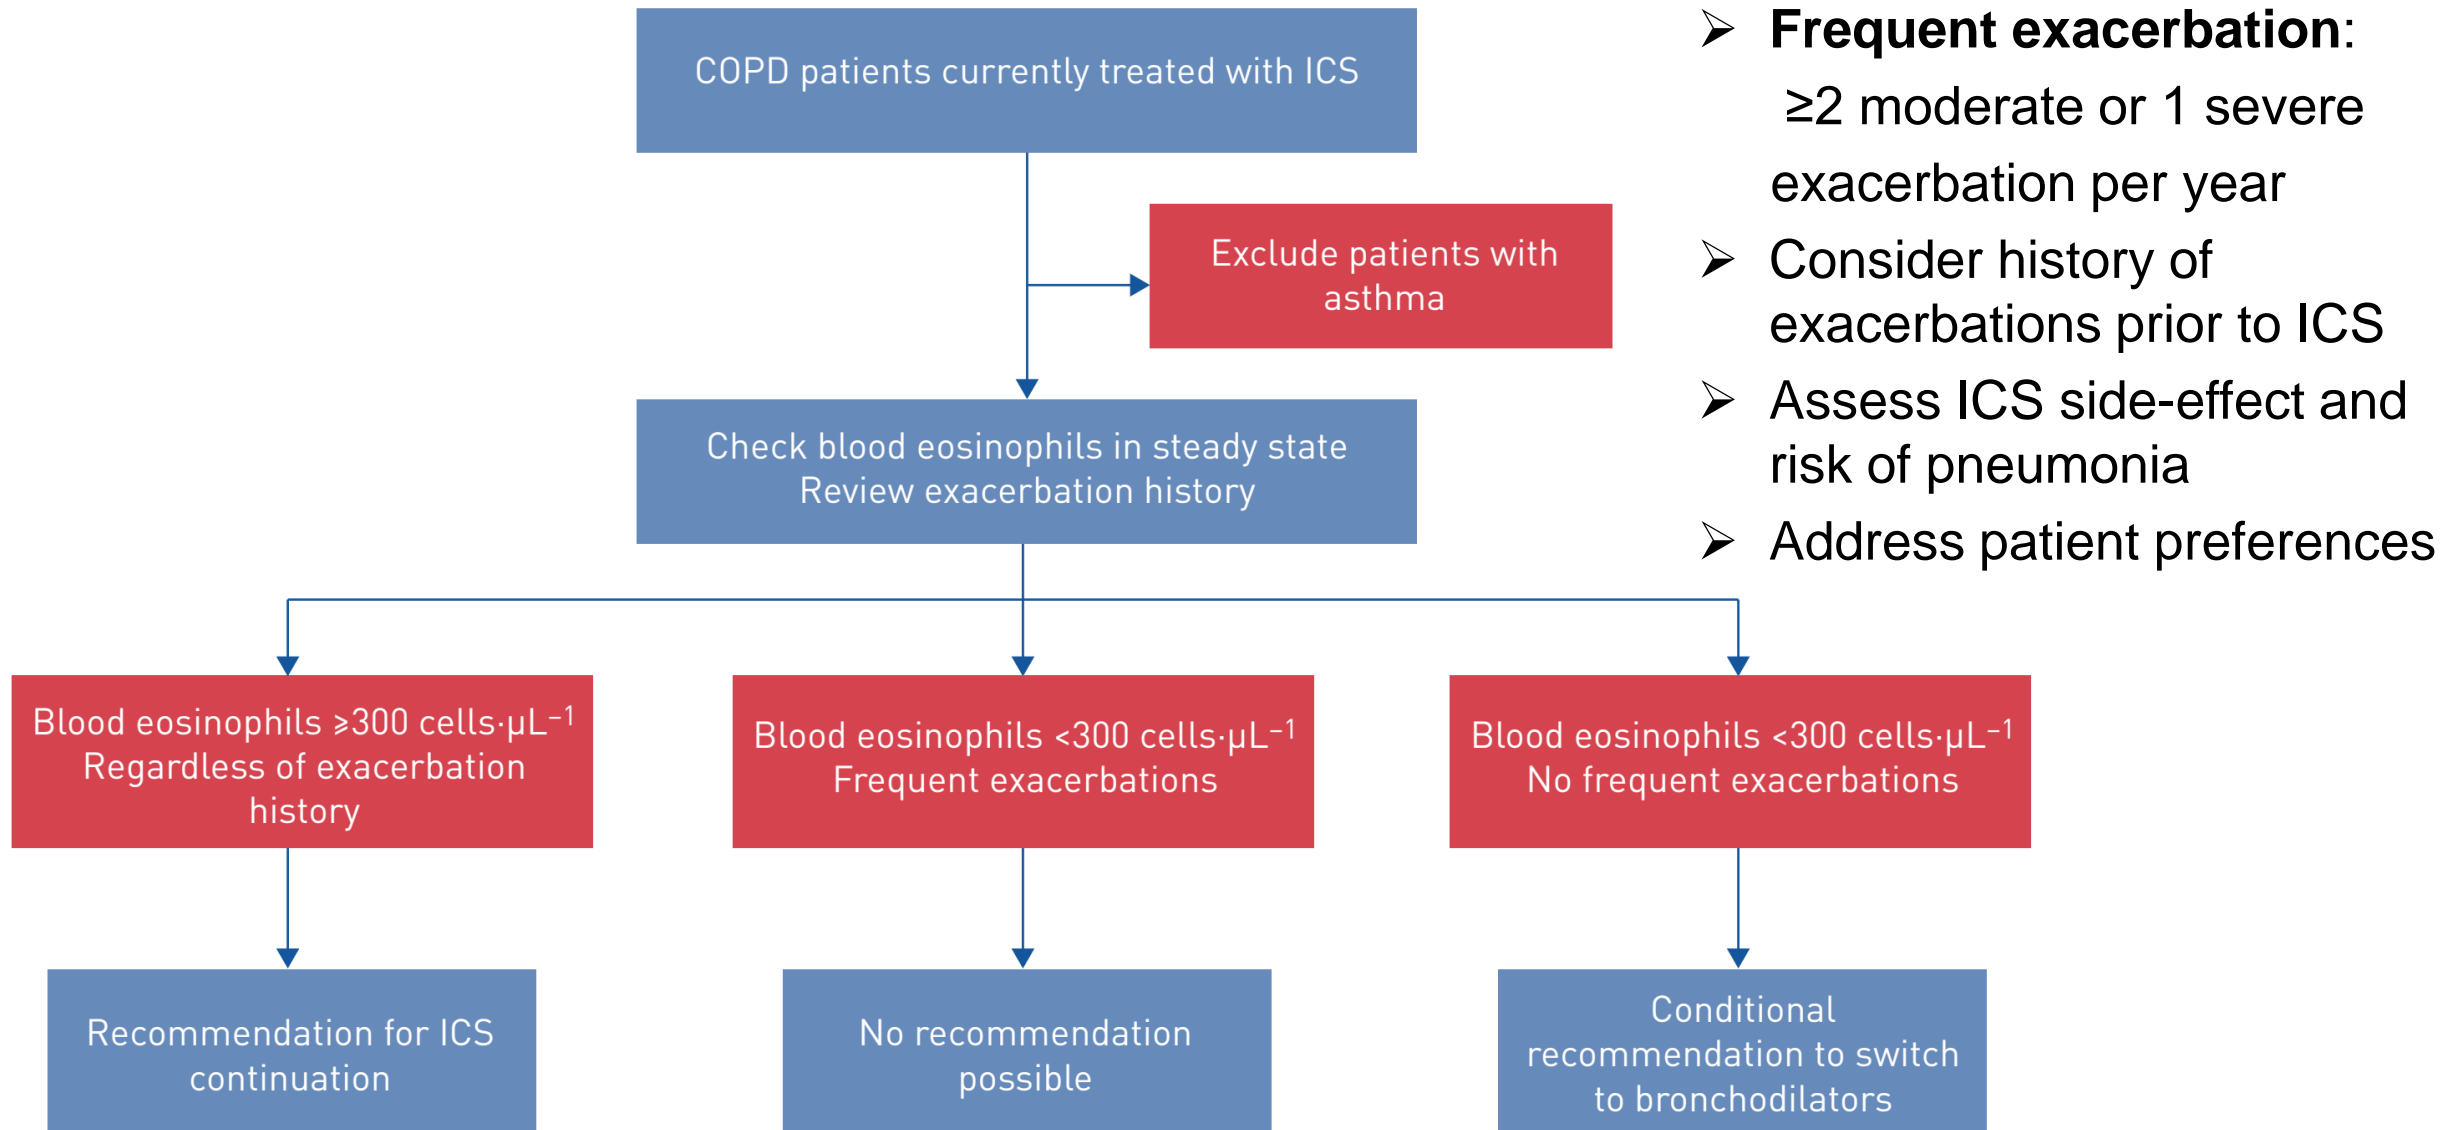 COPD patients currently treated with ICS
Exclude patients with
asthma
Check blood eosinophils in steady state
Review exacerbation history
Blood eosinophils ⩾300 cells·µL⁻¹
Regardless of exacerbation
history
Blood eosinophils <300 cells·µL⁻¹
Frequent exacerbations
Blood eosinophils <300 cells·µL⁻¹
No frequent exacerbations
Recommendation for ICS
continuation
No recommendation
possible
Conditional
recommendation to switch
to bronchodilators
➢ Frequent exacerbation:
≥2 moderate or 1 severe
exacerbation per year
➢ Consider history of
exacerbations prior to ICS
➢ Assess ICS side-effect and
risk of pneumonia
➢ Address patient preferences